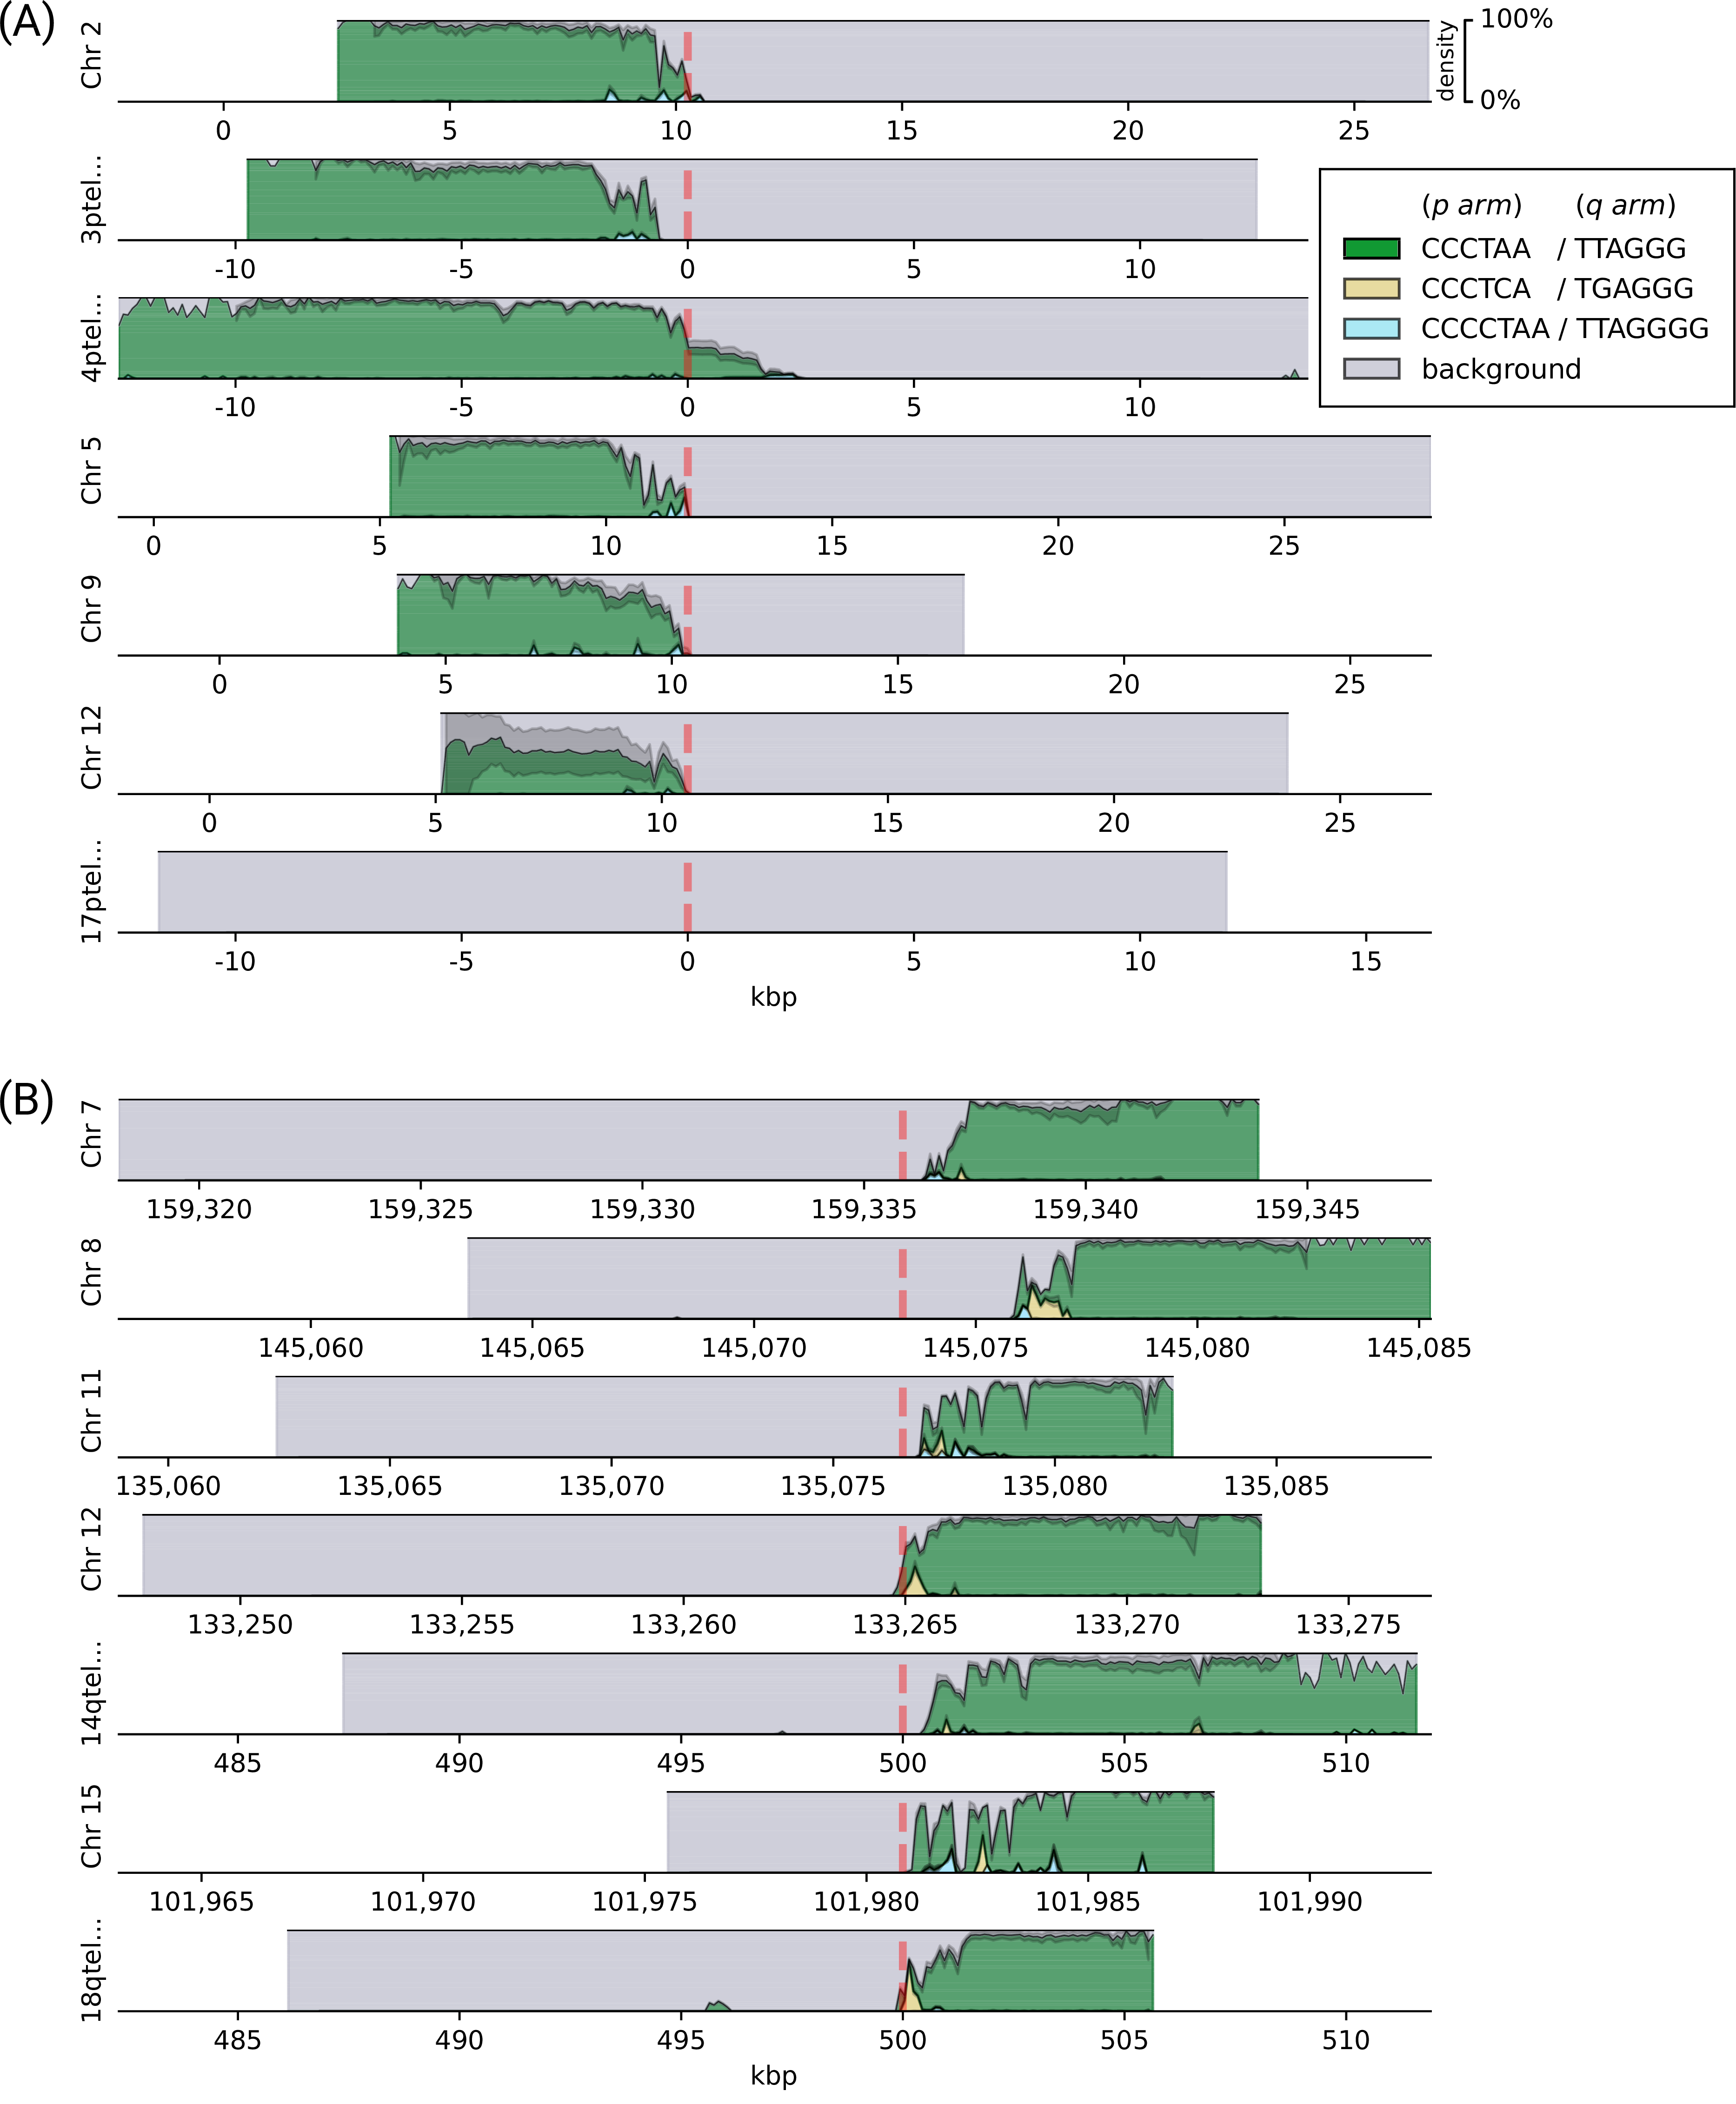 (A)
Chr 2
density
100%
0%
0 5 10 15 20 25
3ptel...
-10 -5 0 5 10
(p arm) (q arm)
CCCTAA / TTAGGG
CCCTCA / TGAGGG
CCCCTAA / TTAGGGG
background
4ptel...
-10 -5 0 5 10
Chr 5
0 5 10 15 20 25
Chr 9
0 5 10 15 20 25
Chr 12
0 5 10 15 20 25
17ptel...
-10 -5 0 5 10 15
kbp
(B)
Chr 7
159,320 159,325 159,330 159,335 159,340 159,345
Chr 8
145,060 145,065 145,070 145,075 145,080 145,085
Chr 11
135,060 135,065 135,070 135,075 135,080 135,085
Chr 12
133,250 133,255 133,260 133,265 133,270 133,275
14qtel...
485 490 495 500 505 510
Chr 15
101,965 101,970 101,975 101,980 101,985 101,990
18qtel...
485 490 495 500 505 510
kbp